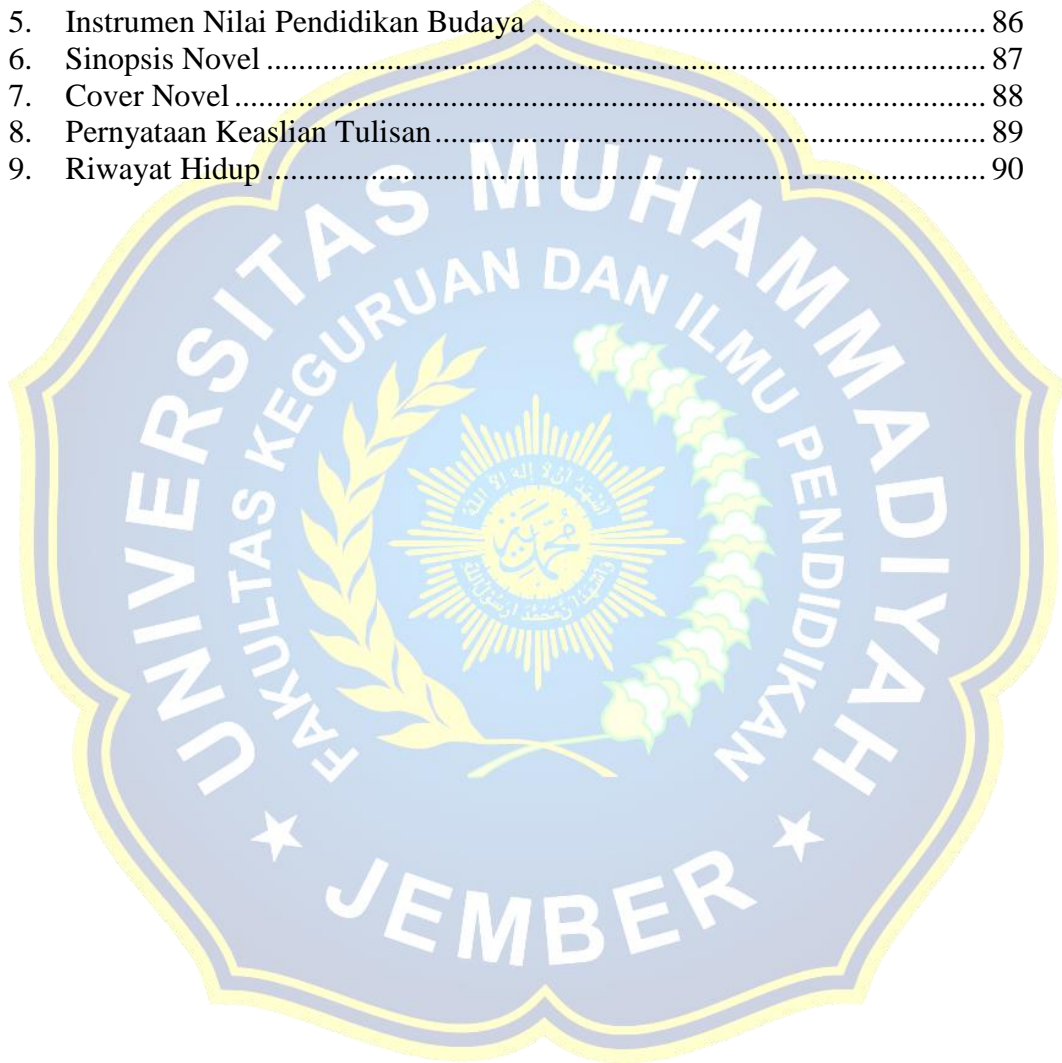 5. Instrumen Nilai Pendidikan Budaya ............................................................ 86
6. Sinopsis Novel ............................................................................................... 87
7. Cover Novel ................................................................................................... 88
8. Pernyataan Keaslian Tulisan ......................................................................... 89
9. Riwayat Hidup ............................................................................................... 90
UNIVERSITAS MUHAMMADIYAH
FAKULTAS KEGURUAN DAN ILMU PENDIDIKAN
JEMBER